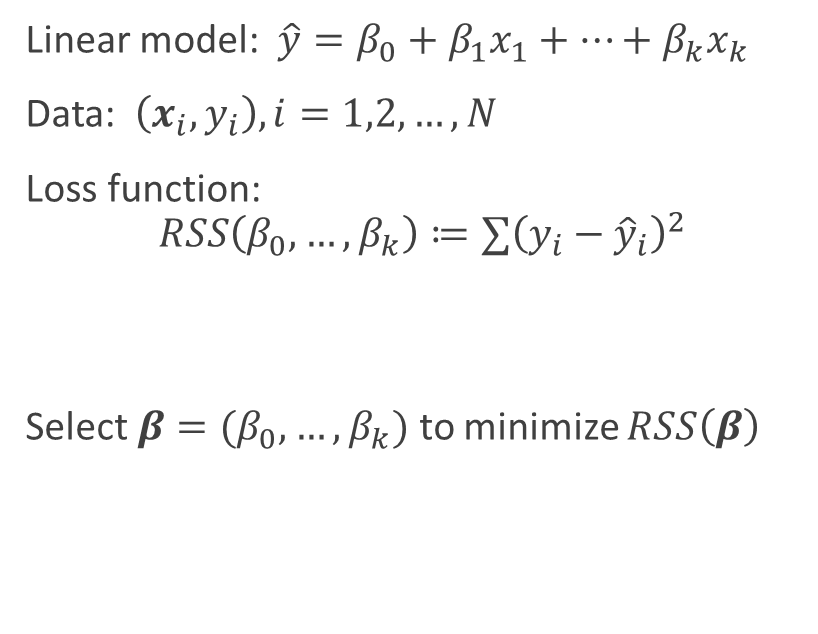 Linear model: ŷ = β₀ + β₁x₁ + ⋯ + βₖxₖ
Data: (𝒙ᵢ, yᵢ), i = 1,2, … , N
Loss function:
RSS(β₀, … , βₖ) ≔ ∑(yᵢ − ŷᵢ)²
Select 𝜷 = (β₀, … , βₖ) to minimize RSS(𝜷)